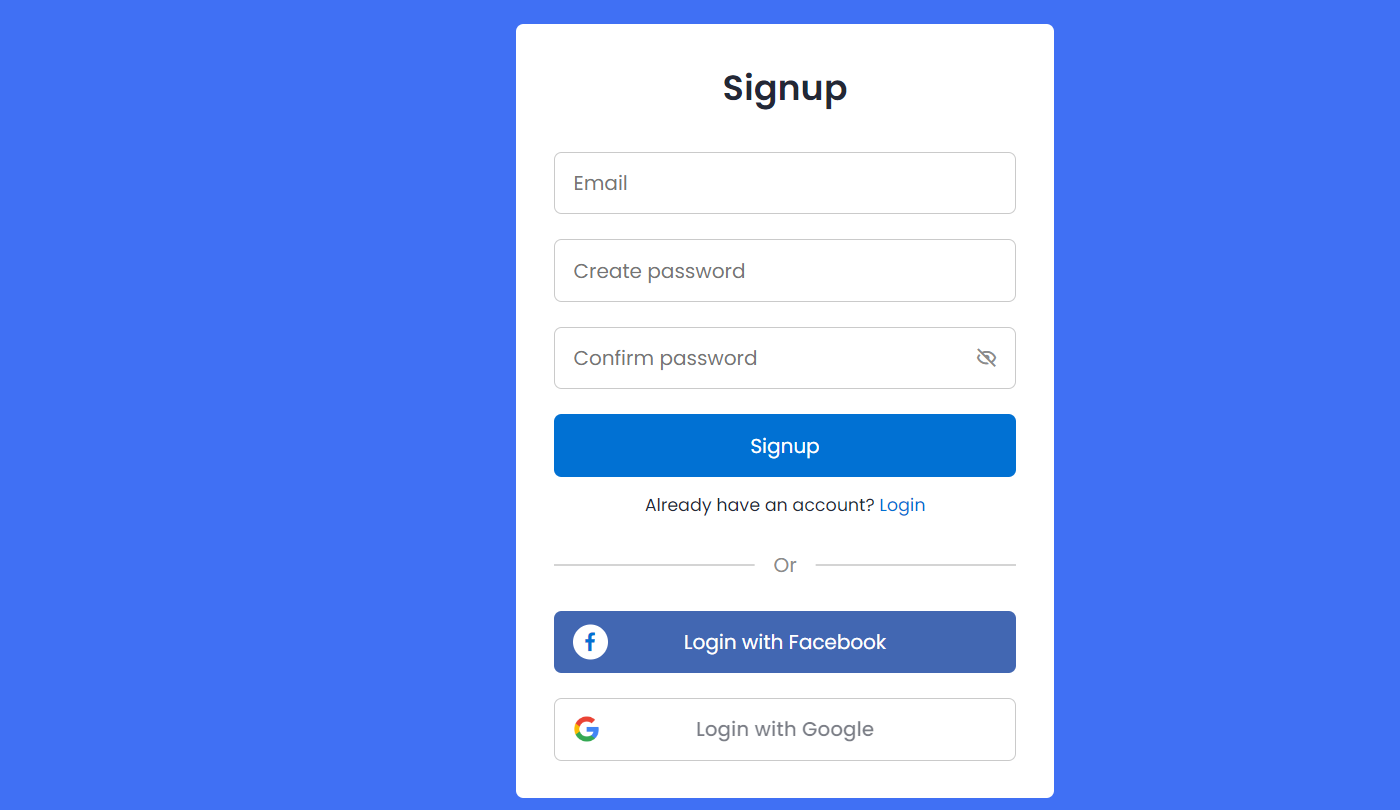 Signup
Email
Create password
Confirm password
Signup
Already have an account? Login
Or
Login with Facebook
Login with Google